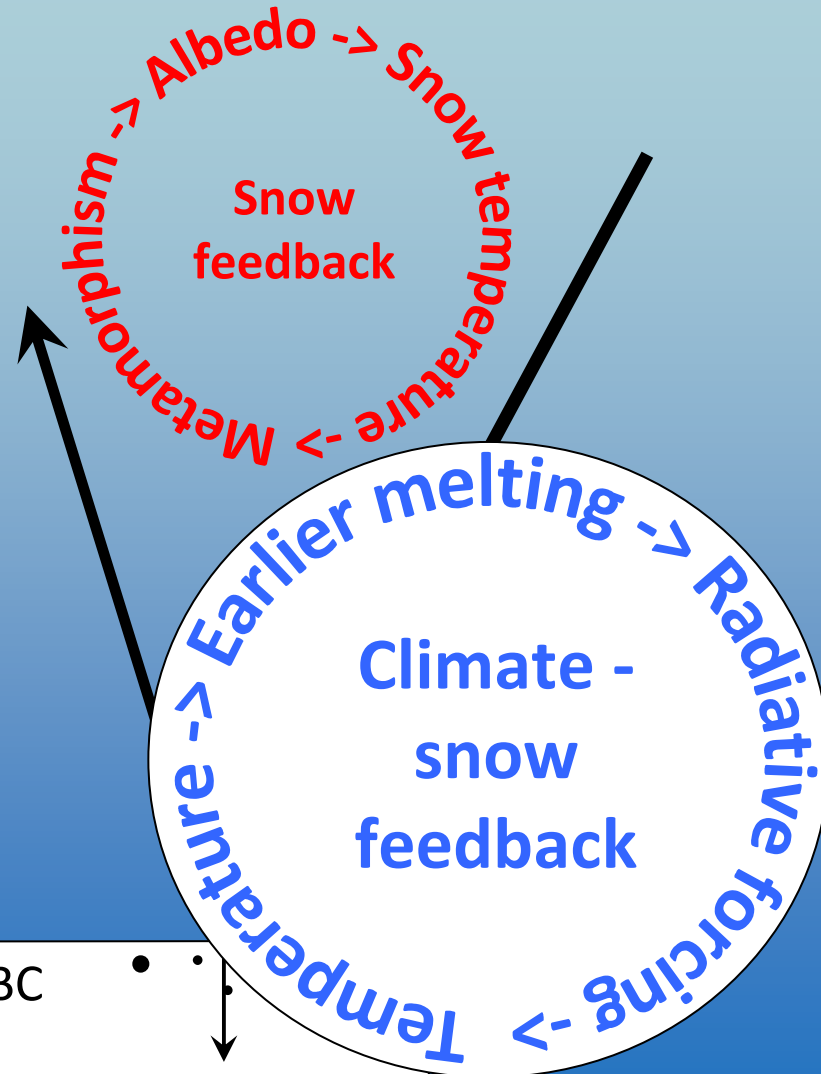 Albedo -> Snow temperature -> Metamorphism ->
Snow
feedback
Earlier melting -> Radiative forcing -> Temperature ->
Climate -
snow
feedback
BC